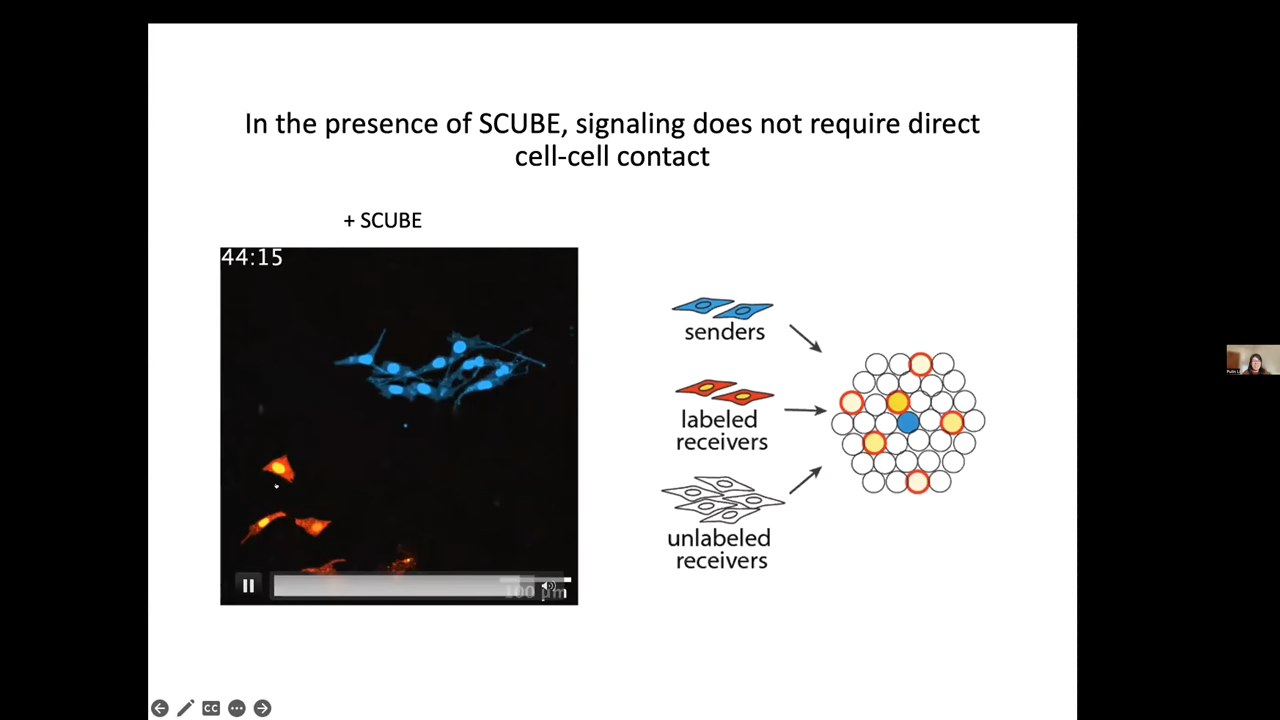 In the presence of SCUBE, signaling does not require direct
cell-cell contact
+ SCUBE
44:15
100 µm
senders
labeled
receivers
unlabeled
receivers
CC